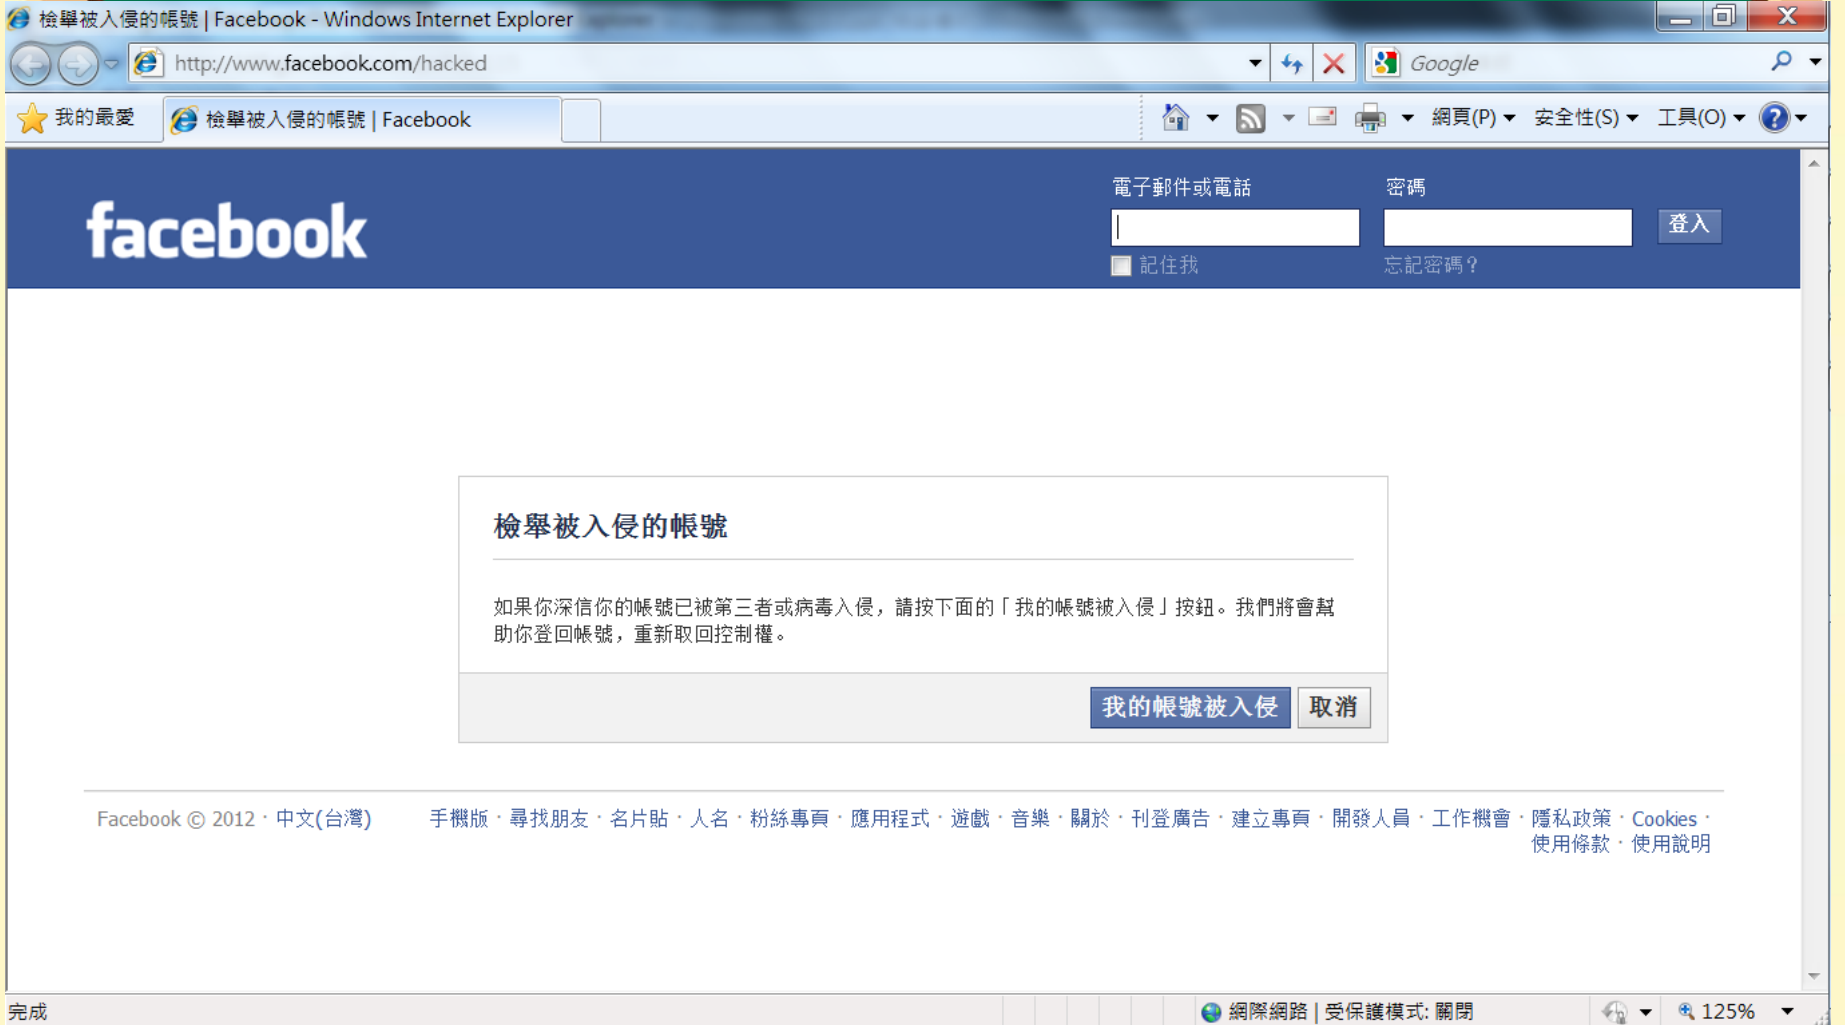 檢舉被入侵的帳號 | Facebook - Windows Internet Explorer
http://www.facebook.com/hacked
Google
我的最愛
檢舉被入侵的帳號 | Facebook
網頁(P)
安全性(S)
工具(O)
facebook
電子郵件或電話
密碼
登入
記住我
忘記密碼？
檢舉被入侵的帳號
如果你深信你的帳號已被第三者或病毒入侵，請按下面的「我的帳號被入侵」按鈕。我們將會幫
助你登回帳號，重新取回控制權。
我的帳號被入侵
取消
Facebook © 2012 · 中文(台灣)
手機版 · 尋找朋友 · 名片貼 · 人名 · 粉絲專頁 · 應用程式 · 遊戲 · 音樂 · 關於 · 刊登廣告 · 建立專頁 · 開發人員 · 工作機會 · 隱私政策 · Cookies ·
使用條款 · 使用說明
完成
網際網路 | 受保護模式: 關閉
125%